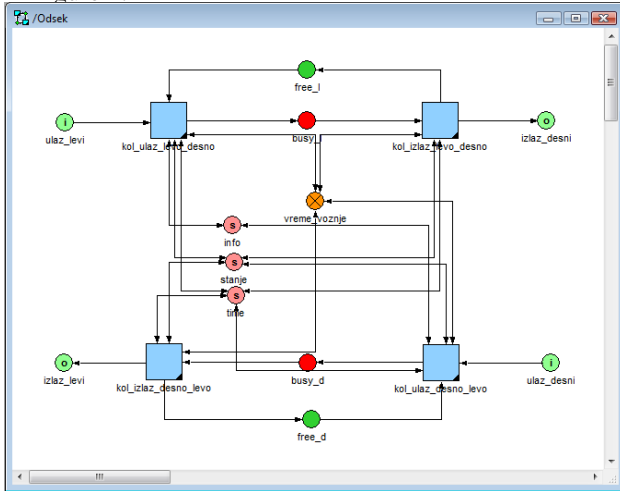 /Odsek
free_l
i
ulaz_levi
kol_ulaz_levo_desno
busy_l
kol_izlaz_levo_desno
o
izlaz_desni
vreme_voznje
s
info
s
stanje
s
time
o
izlaz_levi
kol_izlaz_desno_levo
busy_d
kol_ulaz_desno_levo
i
ulaz_desni
free_d